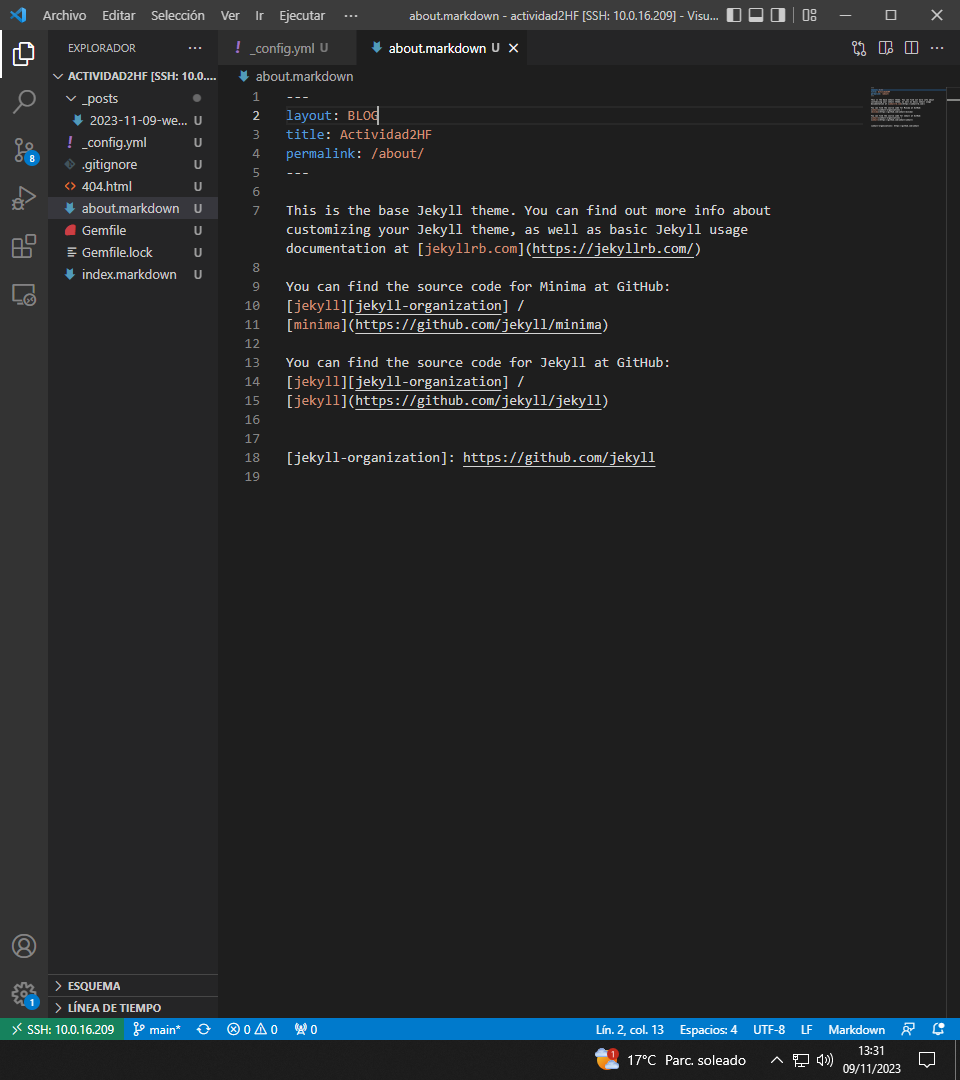 Archivo Editar Selección Ver Ir Ejecutar ··· about.markdown - actividad2HF [SSH: 10.0.16.209] - Visu...
EXPLORADOR ···
ACTIVIDAD2HF [SSH: 10.0....
_posts
2023-11-09-we... U
! _config.yml U
.gitignore U
<> 404.html U
about.markdown U
Gemfile U
Gemfile.lock U
index.markdown U
8
1
ESQUEMA
LÍNEA DE TIEMPO
! _config.yml U about.markdown U
about.markdown
1 ---
2 layout: BLOG
3 title: Actividad2HF
4 permalink: /about/
5 ---
6
7 This is the base Jekyll theme. You can find out more info about
customizing your Jekyll theme, as well as basic Jekyll usage
documentation at [jekyllrb.com](https://jekyllrb.com/)
8
9 You can find the source code for Minima at GitHub:
10 [jekyll][jekyll-organization] /
11 [minima](https://github.com/jekyll/minima)
12
13 You can find the source code for Jekyll at GitHub:
14 [jekyll][jekyll-organization] /
15 [jekyll](https://github.com/jekyll/jekyll)
16
17
18 [jekyll-organization]: https://github.com/jekyll
19
SSH: 10.0.16.209 main* 0 0 0 Lín. 2, col. 13 Espacios: 4 UTF-8 LF Markdown
1 17°C Parc. soleado 13:31
09/11/2023